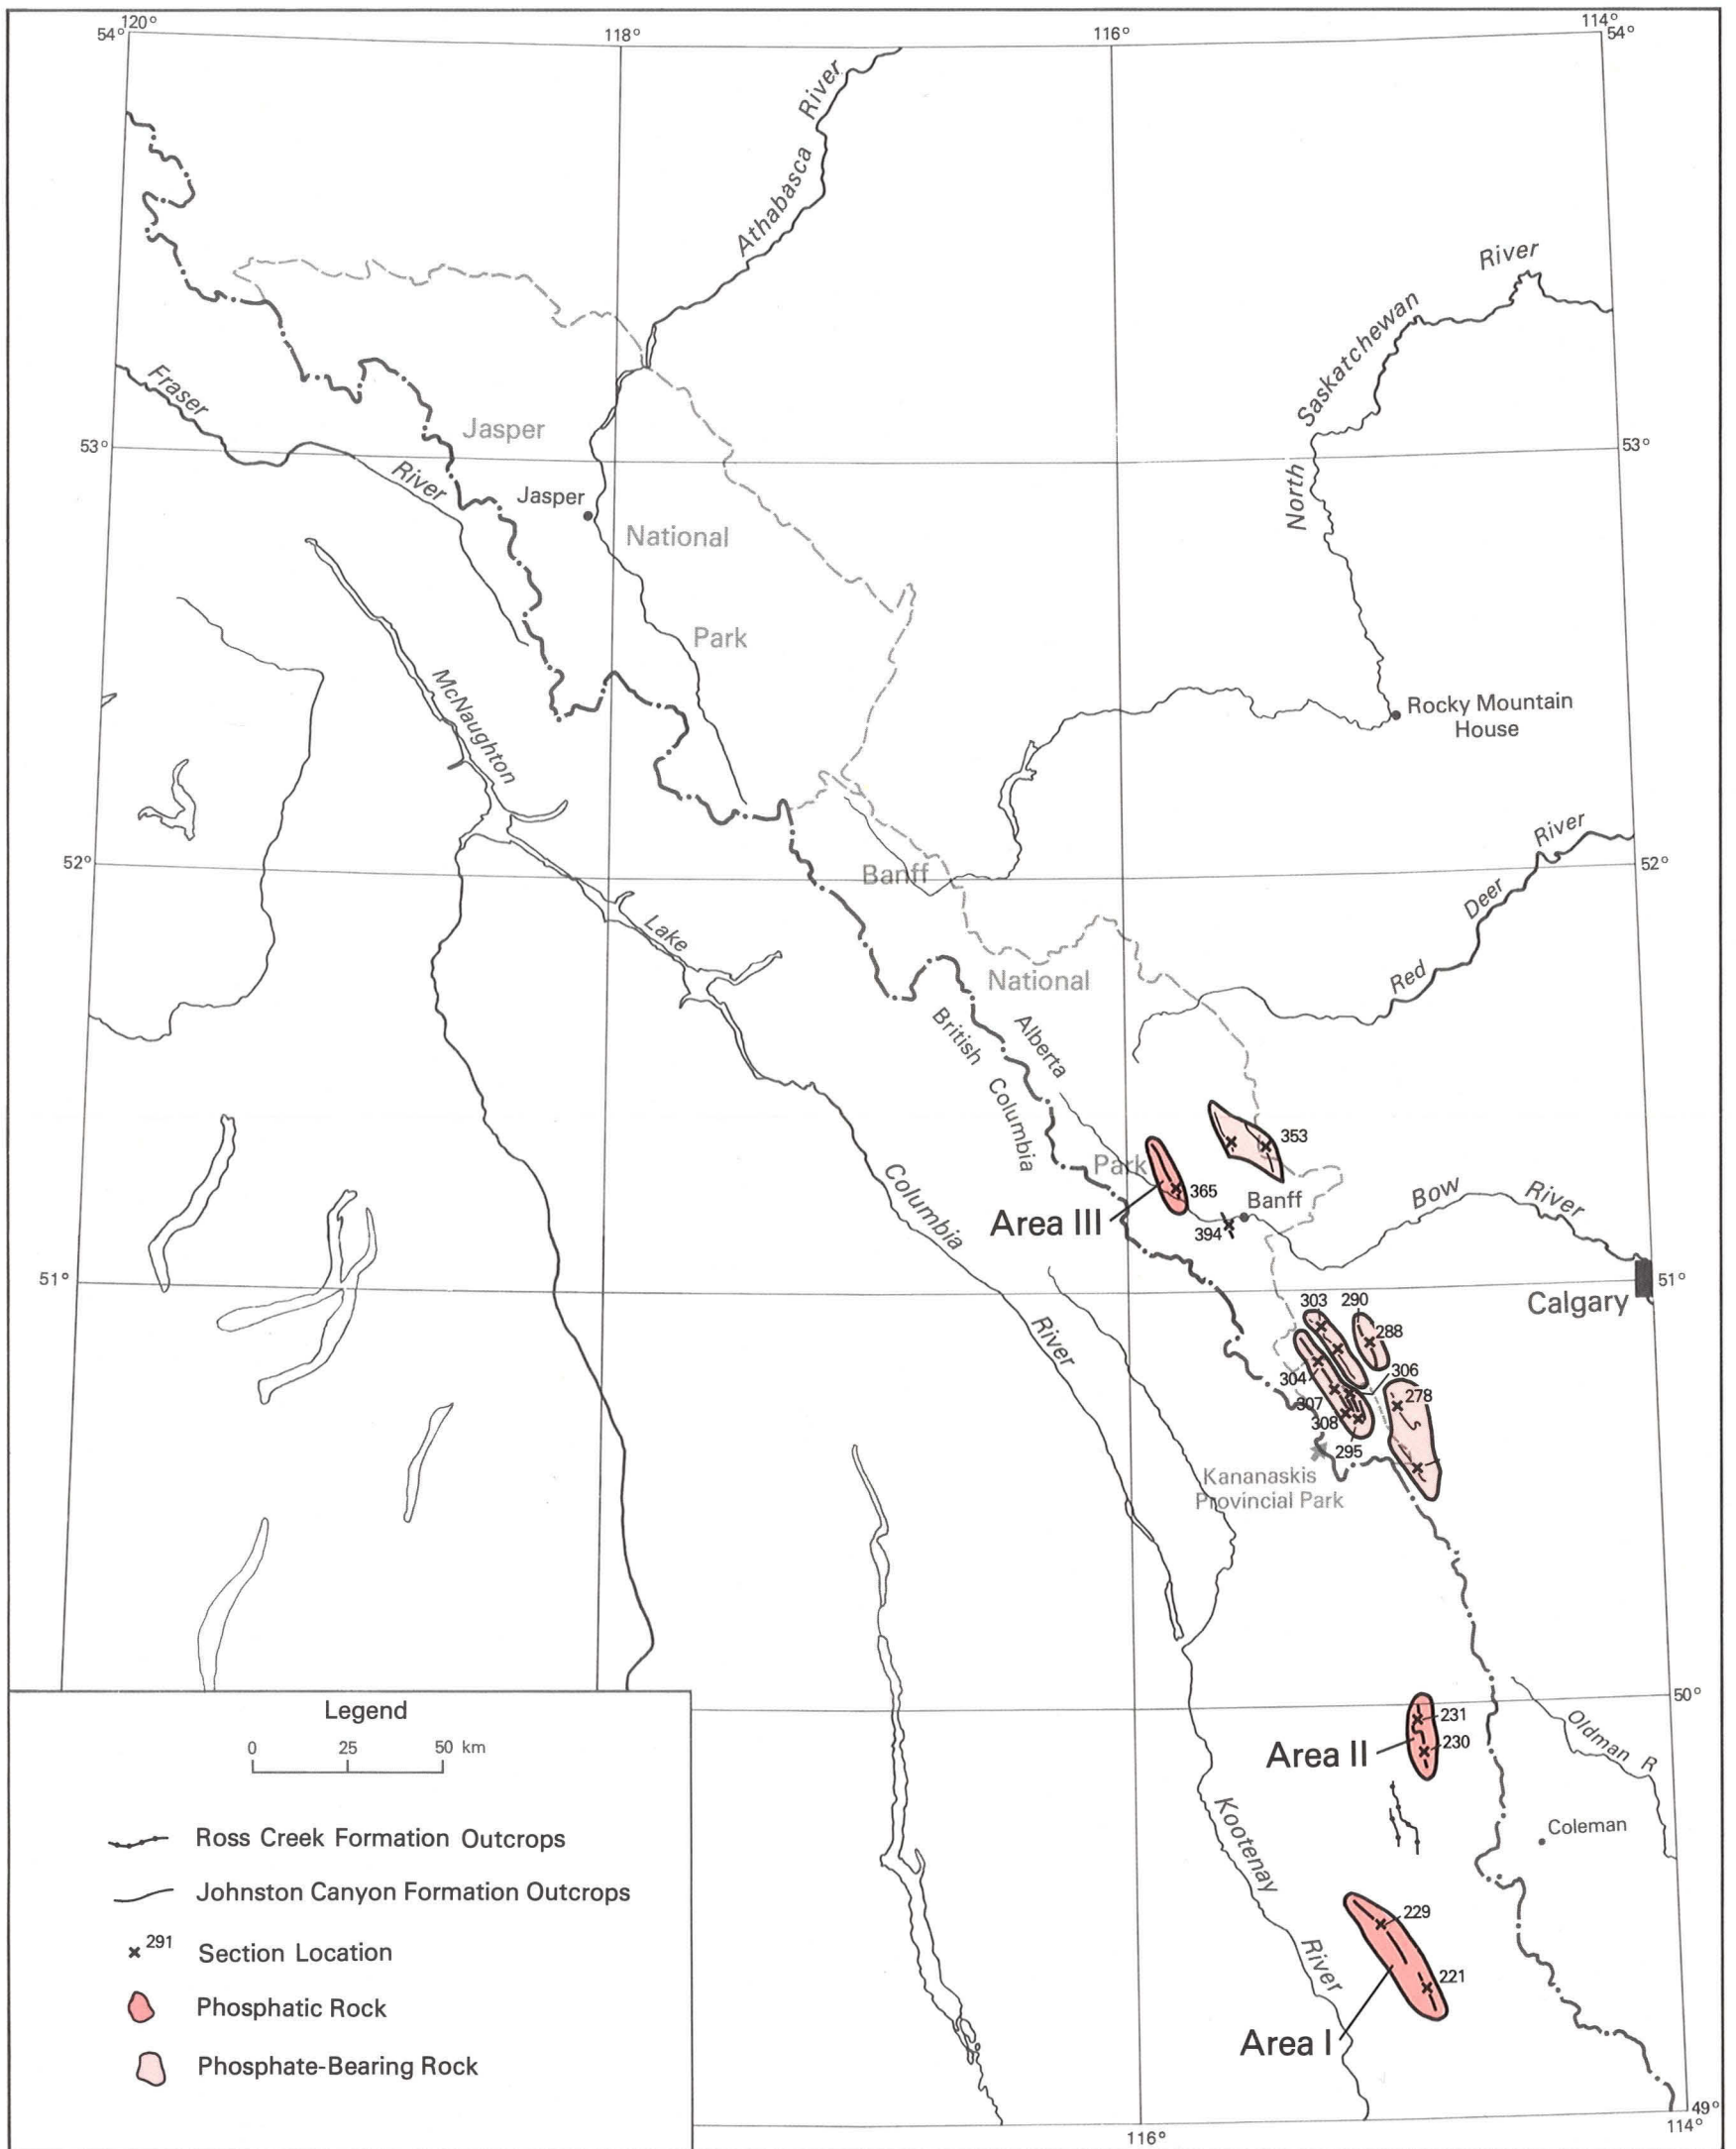 120°
54°
118°
116°
114°
54°
Athabasca River
North Saskatchewan River
Fraser River
53°
53°
Jasper
National
Park
Jasper
McNaughton
Lake
Rocky Mountain
House
52°
52°
Banff
National
Park
Red Deer River
British Columbia
Alberta
353
365
Area III
Banff
394
Bow River
Columbia River
51°
51°
Calgary
303
290
288
304
306
278
307
308
295
Kananaskis
Provincial Park
50°
231
230
Area II
Oldman R
Coleman
Kootenay River
229
221
Area I
49°
116°
114°
Legend
0 25 50 km
Ross Creek Formation Outcrops
Johnston Canyon Formation Outcrops
291 Section Location
Phosphatic Rock
Phosphate-Bearing Rock